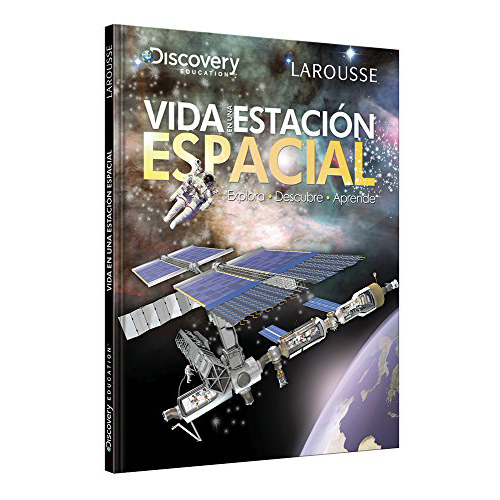 LAROUSSE
VIDA EN UNA ESTACIÓN ESPACIAL
Discovery EDUCATION
Discovery
EDUCATION
LAROUSSE
VIDA EN UNA ESTACIÓN
ESPACIAL
Explora • Descubre • Aprende